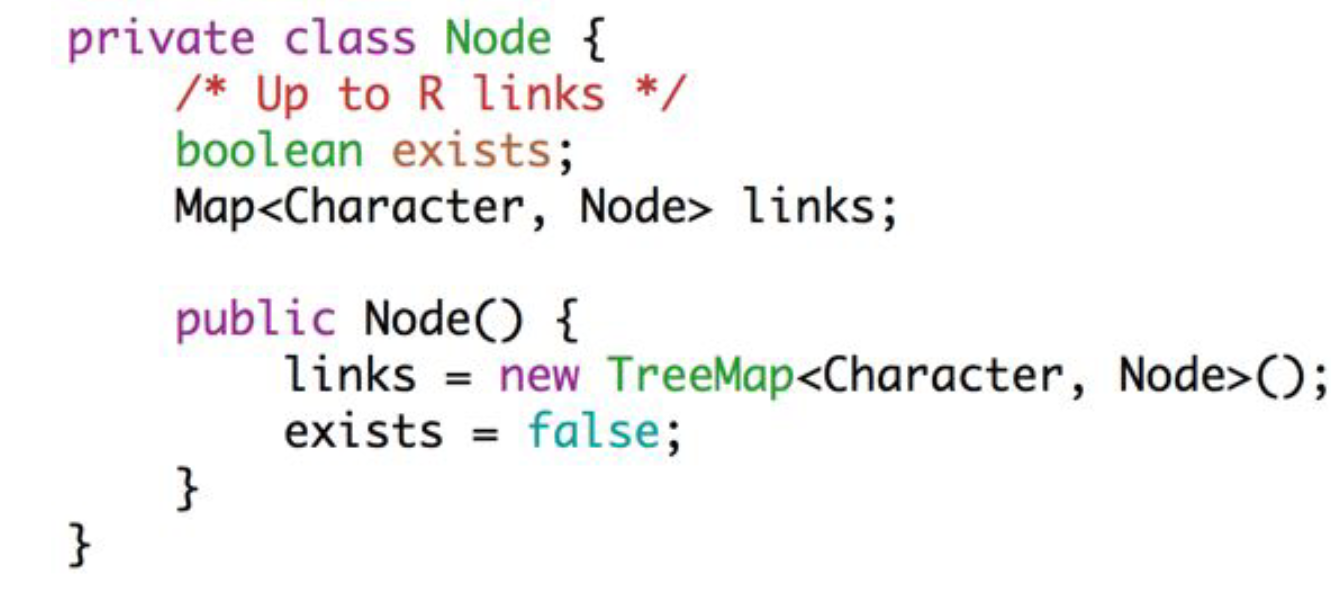 private class Node {
/* Up to R links */
boolean exists;
Map<Character, Node> links;
public Node() {
links = new TreeMap<Character, Node>();
exists = false;
}
}